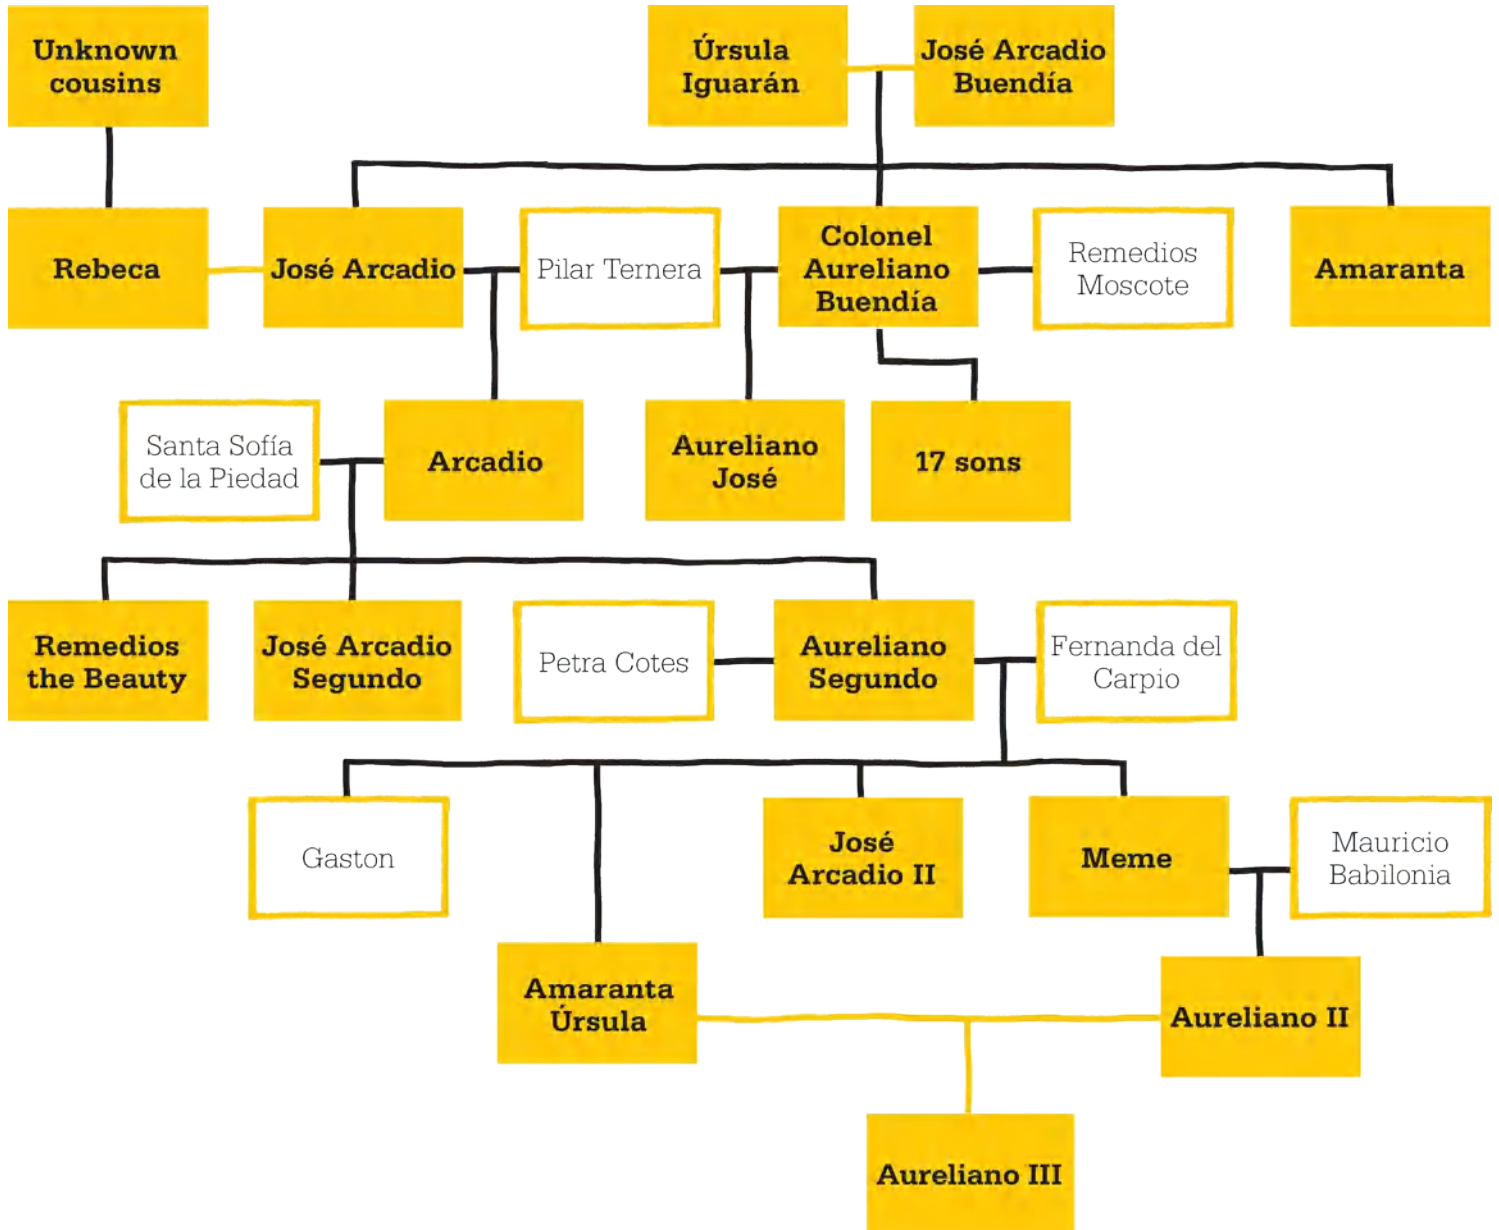 Unknown
cousins
Úrsula
Iguarán
José Arcadio
Buendía
Rebeca
José Arcadio
Pilar Ternera
Colonel
Aureliano
Buendía
Remedios
Moscote
Amaranta
Santa Sofía
de la Piedad
Arcadio
Aureliano
José
17 sons
Remedios
the Beauty
José Arcadio
Segundo
Petra Cotes
Aureliano
Segundo
Fernanda del
Carpio
Gaston
José
Arcadio II
Meme
Mauricio
Babilonia
Amaranta
Úrsula
Aureliano II
Aureliano III